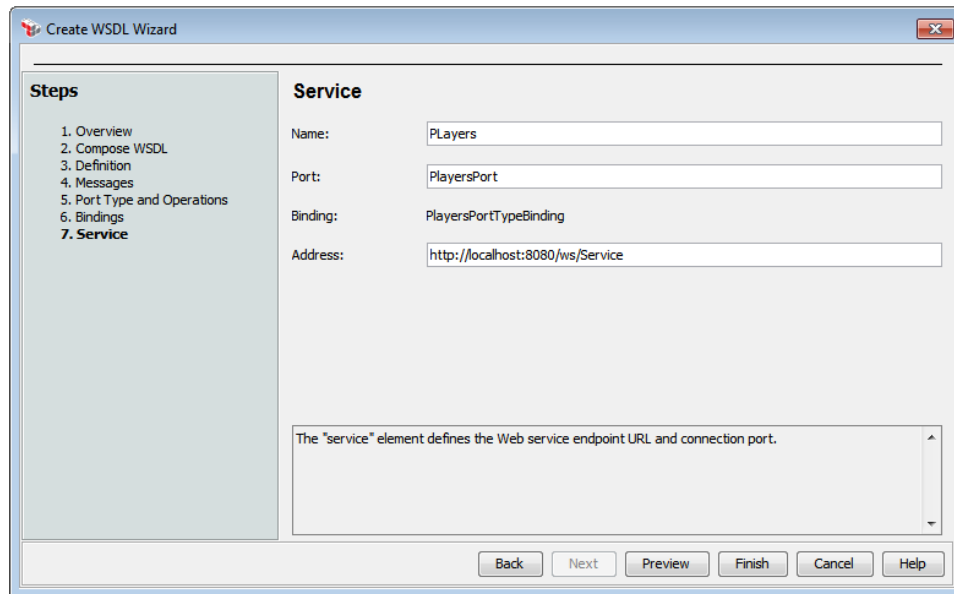 Create WSDL Wizard
Steps
1. Overview
2. Compose WSDL
3. Definition
4. Messages
5. Port Type and Operations
6. Bindings
7. Service
Service
Name: PLayers
Port: PlayersPort
Binding: PlayersPortTypeBinding
Address: http://localhost:8080/ws/Service
The "service" element defines the Web service endpoint URL and connection port.
Back Next Preview Finish Cancel Help